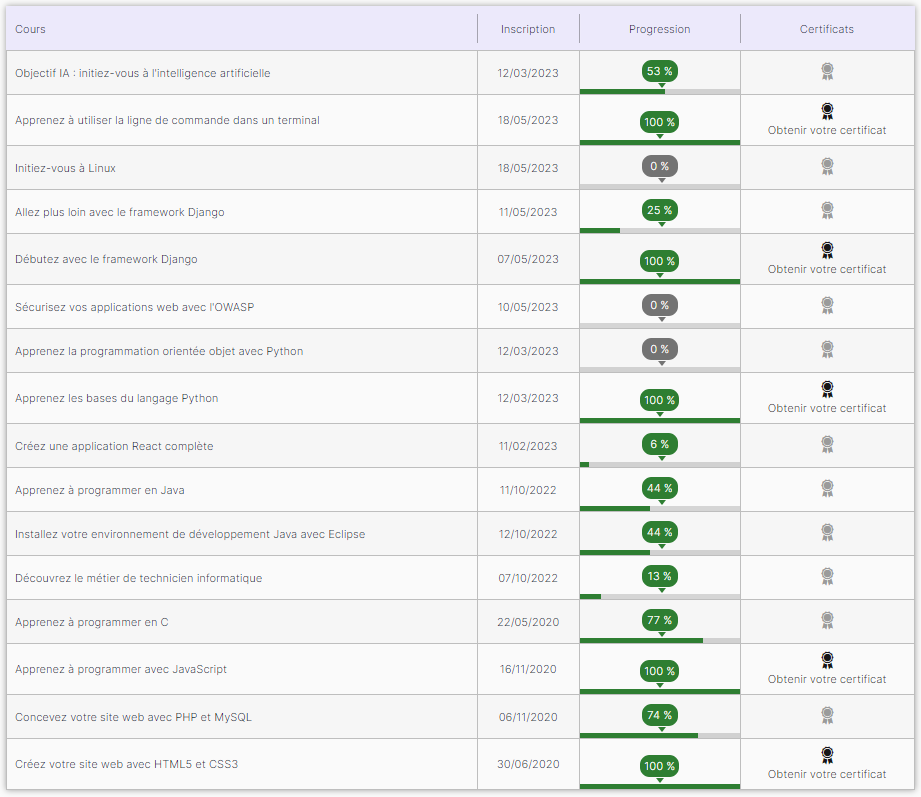 Cours Inscription Progression Certificats
Objectif IA : initiez-vous à l'intelligence artificielle 12/03/2023 53 %
Apprenez à utiliser la ligne de commande dans un terminal 18/05/2023 100 % Obtenir votre certificat
Initiez-vous à Linux 18/05/2023 0 %
Allez plus loin avec le framework Django 11/05/2023 25 %
Débutez avec le framework Django 07/05/2023 100 % Obtenir votre certificat
Sécurisez vos applications web avec l'OWASP 10/05/2023 0 %
Apprenez la programmation orientée objet avec Python 12/03/2023 0 %
Apprenez les bases du langage Python 12/03/2023 100 % Obtenir votre certificat
Créez une application React complète 11/02/2023 6 %
Apprenez à programmer en Java 11/10/2022 44 %
Installez votre environnement de développement Java avec Eclipse 12/10/2022 44 %
Découvrez le métier de technicien informatique 07/10/2022 13 %
Apprenez à programmer en C 22/05/2020 77 %
Apprenez à programmer avec JavaScript 16/11/2020 100 % Obtenir votre certificat
Concevez votre site web avec PHP et MySQL 06/11/2020 74 %
Créez votre site web avec HTML5 et CSS3 30/06/2020 100 % Obtenir votre certificat